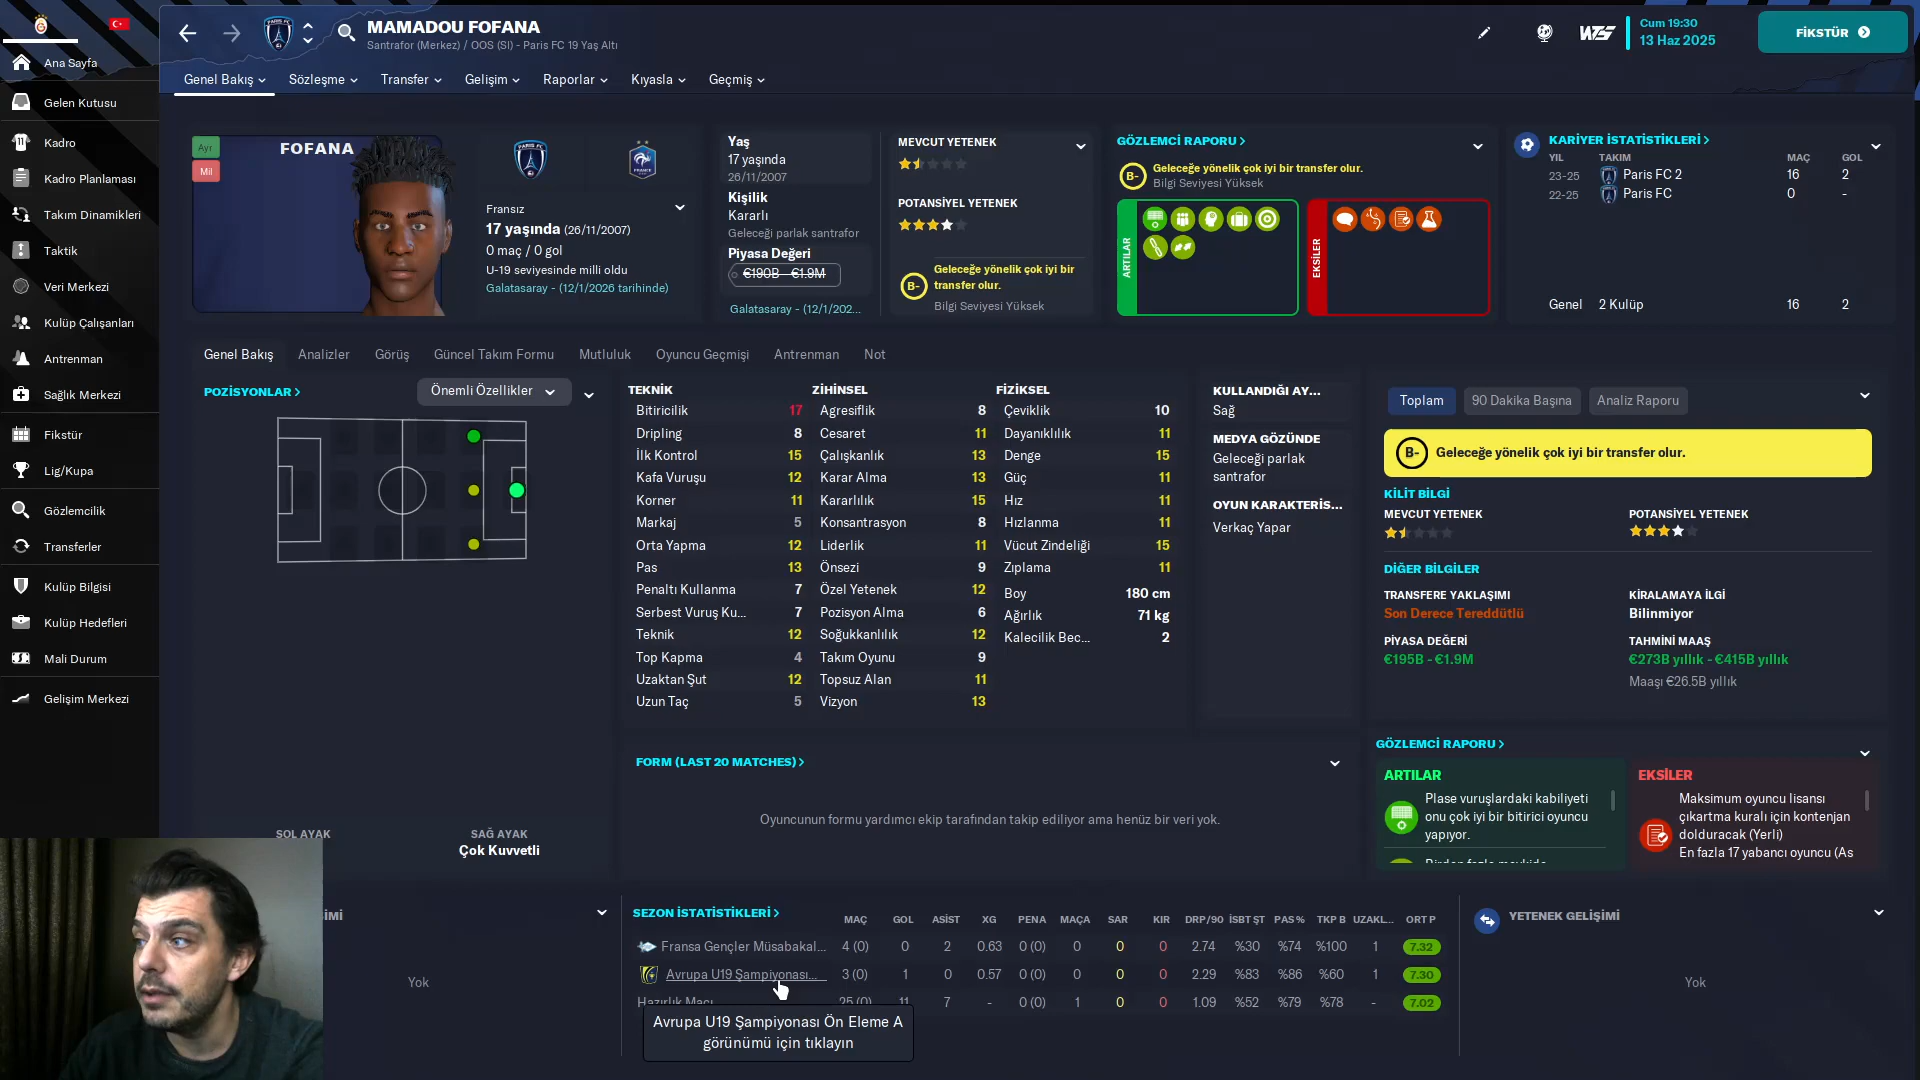 MAMADOU FOFANA
Santrafor (Merkez) / OOS (Sl) - Paris FC 19 Yaş Altı
Cum 19:30
13 Haz 2025
FİKSTÜR
Ana Sayfa
Gelen Kutusu
Kadro
Kadro Planlaması
Takım Dinamikleri
Taktik
Veri Merkezi
Kulüp Çalışanları
Antrenman
Sağlık Merkezi
Fikstür
Lig/Kupa
Gözlemcilik
Transferler
Kulüp Bilgisi
Kulüp Hedefleri
Mali Durum
Gelişim Merkezi
Genel Bakış
Sözleşme
Transfer
Gelişim
Raporlar
Kıyasla
Geçmiş
Ayr
Mil
FOFANA
PARIS FC
FRANCE
Fransız
17 yaşında (26/11/2007)
0 maç / 0 gol
U-19 seviyesinde milli oldu
Galatasaray - (12/1/2026 tarihinde)
Yaş
17 yaşında
26/11/2007
Kişilik
Kararlı
Geleceği parlak santrafor
Piyasa Değeri
€190B - €1.9M
Galatasaray - (12/1/202...
MEVCUT YETENEK
POTANSİYEL YETENEK
B-
Geleceğe yönelik çok iyi bir
transfer olur.
Bilgi Seviyesi Yüksek
GÖZLEMCİ RAPORU
B-
Geleceğe yönelik çok iyi bir transfer olur.
Bilgi Seviyesi Yüksek
ARTILAR
EKSİLER
KARİYER İSTATİSTİKLERİ
YIL TAKIM MAÇ GOL
23-25 Paris FC 2 16 2
22-25 Paris FC 0 -
Genel 2 Kulüp 16 2
Genel Bakış
Analizler
Görüş
Güncel Takım Formu
Mutluluk
Oyuncu Geçmişi
Antrenman
Not
POZİSYONLAR
Önemli Özellikler
SOL AYAK
SAĞ AYAK
Çok Kuvvetli
TEKNİK
Bitiricilik 17
Dripling 8
İlk Kontrol 15
Kafa Vuruşu 12
Korner 11
Markaj 5
Orta Yapma 12
Pas 13
Penaltı Kullanma 7
Serbest Vuruş Ku... 7
Teknik 12
Top Kapma 4
Uzaktan Şut 12
Uzun Taç 5
ZİHİNSEL
Agresiflik 8
Cesaret 11
Çalışkanlık 13
Karar Alma 13
Kararlılık 15
Konsantrasyon 8
Liderlik 11
Önsezi 9
Özel Yetenek 12
Pozisyon Alma 6
Soğukkanlılık 12
Takım Oyunu 9
Topsuz Alan 11
Vizyon 13
FİZİKSEL
Çeviklik 10
Dayanıklılık 11
Denge 15
Güç 11
Hız 11
Hızlanma 11
Vücut Zindeliği 15
Zıplama 11
Boy 180 cm
Ağırlık 71 kg
Kalecilik Bec... 2
KULLANDIĞI AY...
Sağ
MEDYA GÖZÜNDE
Geleceği parlak
santrafor
OYUN KARAKTERİS...
Verkaç Yapar
Toplam
90 Dakika Başına
Analiz Raporu
B-
Geleceğe yönelik çok iyi bir transfer olur.
KİLİT BİLGİ
MEVCUT YETENEK
POTANSİYEL YETENEK
DİĞER BİLGİLER
TRANSFERE YAKLAŞIMI
Son Derece Tereddütlü
KİRALAMAYA İLGİ
Bilinmiyor
PİYASA DEĞERİ
€195B - €1.9M
TAHMİNİ MAAŞ
€273B yıllık - €415B yıllık
Maaşı €26.5B yıllık
FORM (LAST 20 MATCHES)
Oyuncunun formu yardımcı ekip tarafından takip ediliyor ama henüz bir veri yok.
GÖZLEMCİ RAPORU
ARTILAR
Plase vuruşlardaki kabiliyeti
onu çok iyi bir bitirici oyuncu
yapıyor.
EKSİLER
Maksimum oyuncu lisansı
çıkartma kuralı için kontenjan
dolduracak (Yerli)
En fazla 17 yabancı oyuncu (As
İMİ
Yok
SEZON İSTATİSTİKLERİ
MAÇ GOL ASİST XG PENA MAÇA SAR KIR DRP/90 İSBT ŞT PAS % TKP B UZAKL... ORT P
Fransa Gençler Müsabakal... 4 (0) 0 2 0.63 0 (0) 0 0 0 2.74 %30 %74 %100 1 7.32
Avrupa U19 Şampiyonası... 3 (0) 1 0 0.57 0 (0) 0 0 0 2.29 %83 %86 %60 1 7.30
Hazırlık Maçı 25 (0) 11 7 - 0 (0) 1 0 0 1.09 %52 %79 %78 - 7.02
Avrupa U19 Şampiyonası Ön Eleme A
görünümü için tıklayın
YETENEK GELİŞİMİ
Yok